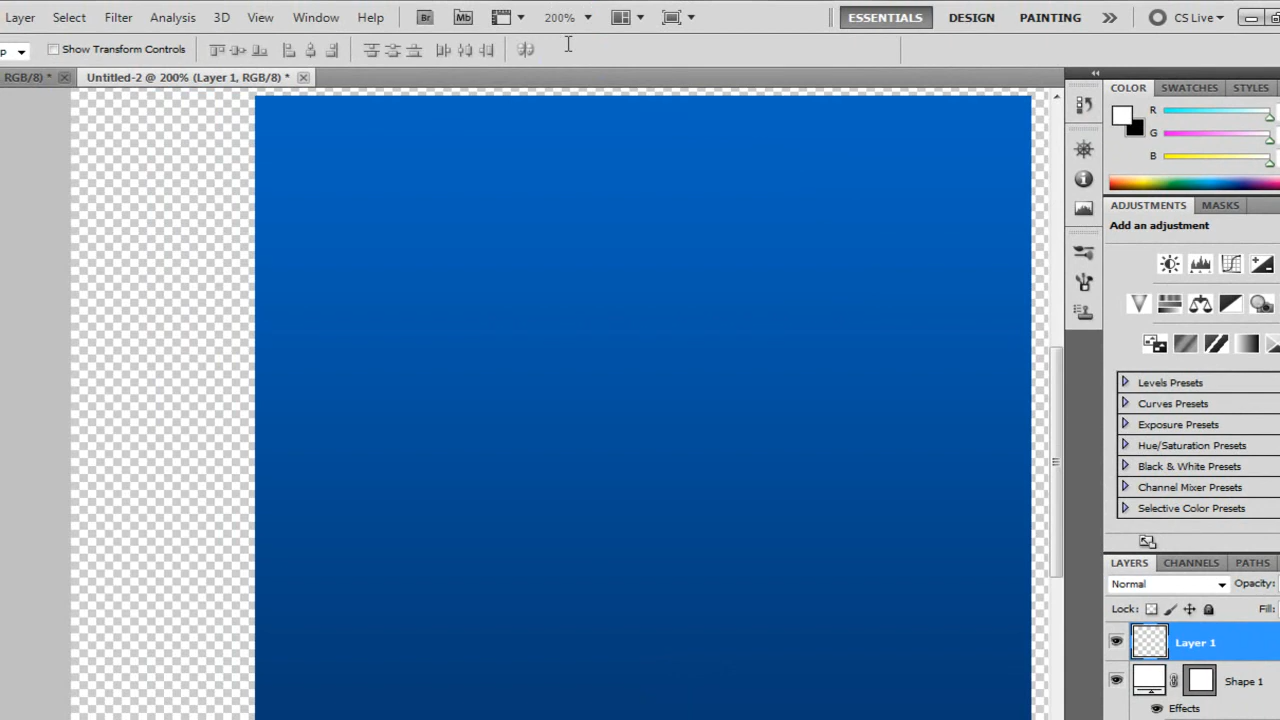 Layer Select Filter Analysis 3D View Window Help Br Mb 200% ESSENTIALS DESIGN PAINTING CS Live
p Show Transform Controls
RGB/8) * Untitled-2 @ 200% (Layer 1, RGB/8) *
COLOR SWATCHES STYLES
R
G
B
ADJUSTMENTS MASKS
Add an adjustment
Levels Presets
Curves Presets
Exposure Presets
Hue/Saturation Presets
Black & White Presets
Channel Mixer Presets
Selective Color Presets
LAYERS CHANNELS PATHS
Normal Opacity:
Lock: Fill:
Layer 1
Shape 1
Effects